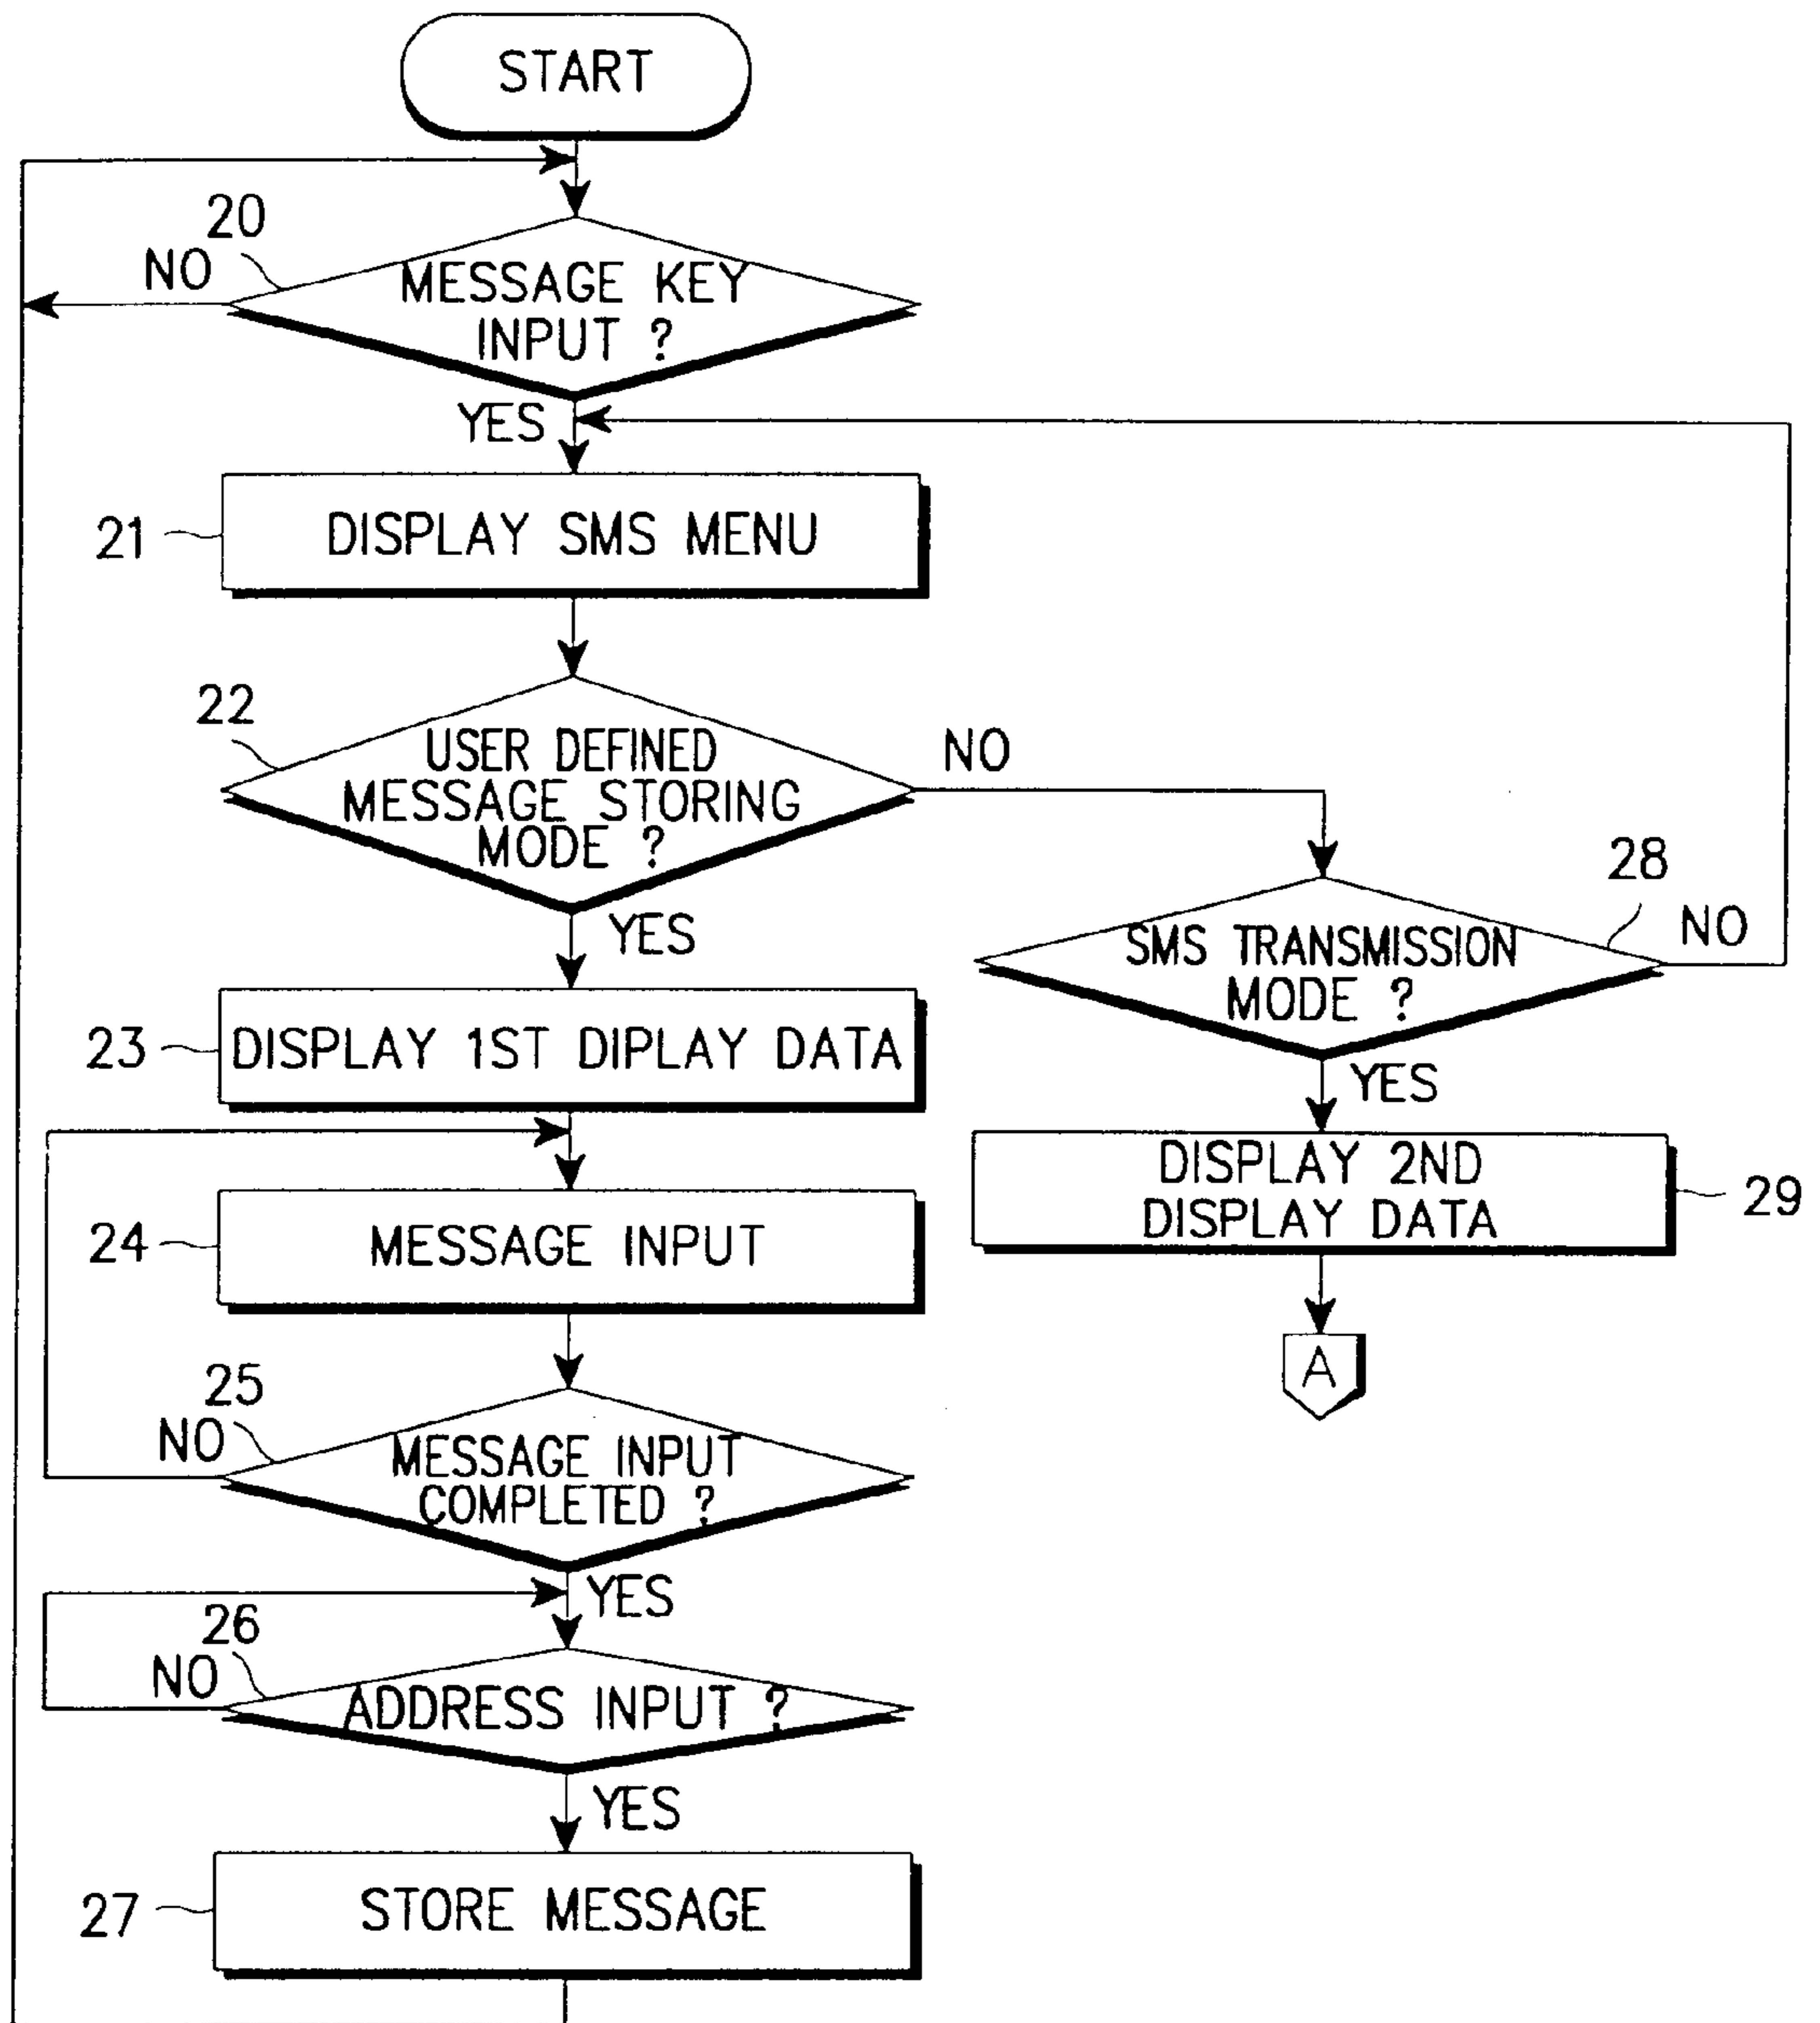 START
20
NO
MESSAGE KEY
INPUT ?
YES
21
DISPLAY SMS MENU
22
USER DEFINED
MESSAGE STORING
MODE ?
NO
YES
28
SMS TRANSMISSION
MODE ?
NO
YES
23
DISPLAY 1ST DIPLAY DATA
DISPLAY 2ND
DISPLAY DATA
29
24
MESSAGE INPUT
A
25
NO
MESSAGE INPUT
COMPLETED ?
YES
26
NO
ADDRESS INPUT ?
YES
27
STORE MESSAGE